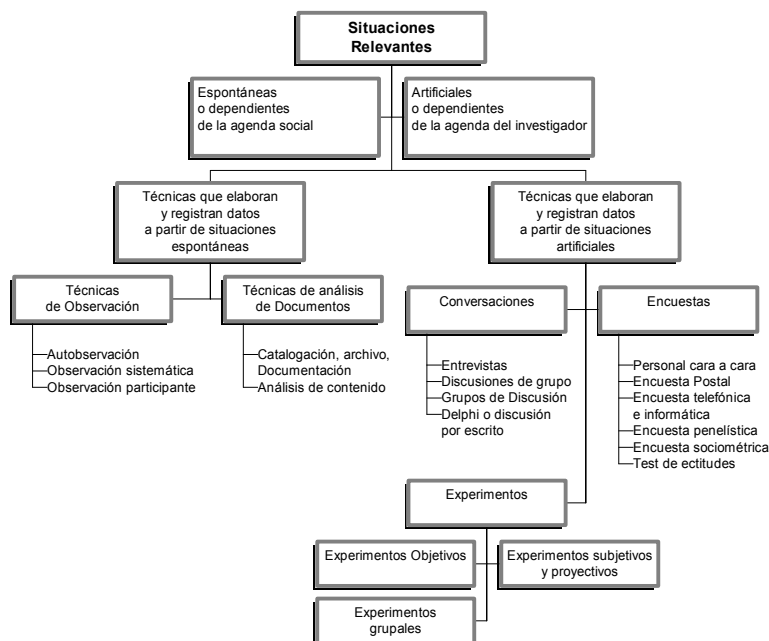 Situaciones
Relevantes
Espontáneas
o dependientes
de la agenda social
Artificiales
o dependientes
de la agenda del investigador
Técnicas que elaboran
y registran datos
a partir de situaciones
espontáneas
Técnicas que elaboran
y registran datos
a partir de situaciones
artificiales
Técnicas
de Observación
Técnicas de análisis
de Documentos
Conversaciones
Encuestas
Autobservación
Observación sistemática
Observación participante
Catalogación, archivo,
Documentación
Análisis de contenido
Entrevistas
Discusiones de grupo
Grupos de Discusión
Delphi o discusión
por escrito
Personal cara a cara
Encuesta Postal
Encuesta telefónica
e informática
Encuesta penelística
Encuesta sociométrica
Test de ectitudes
Experimentos
Experimentos Objetivos
Experimentos subjetivos
y proyectivos
Experimentos
grupales